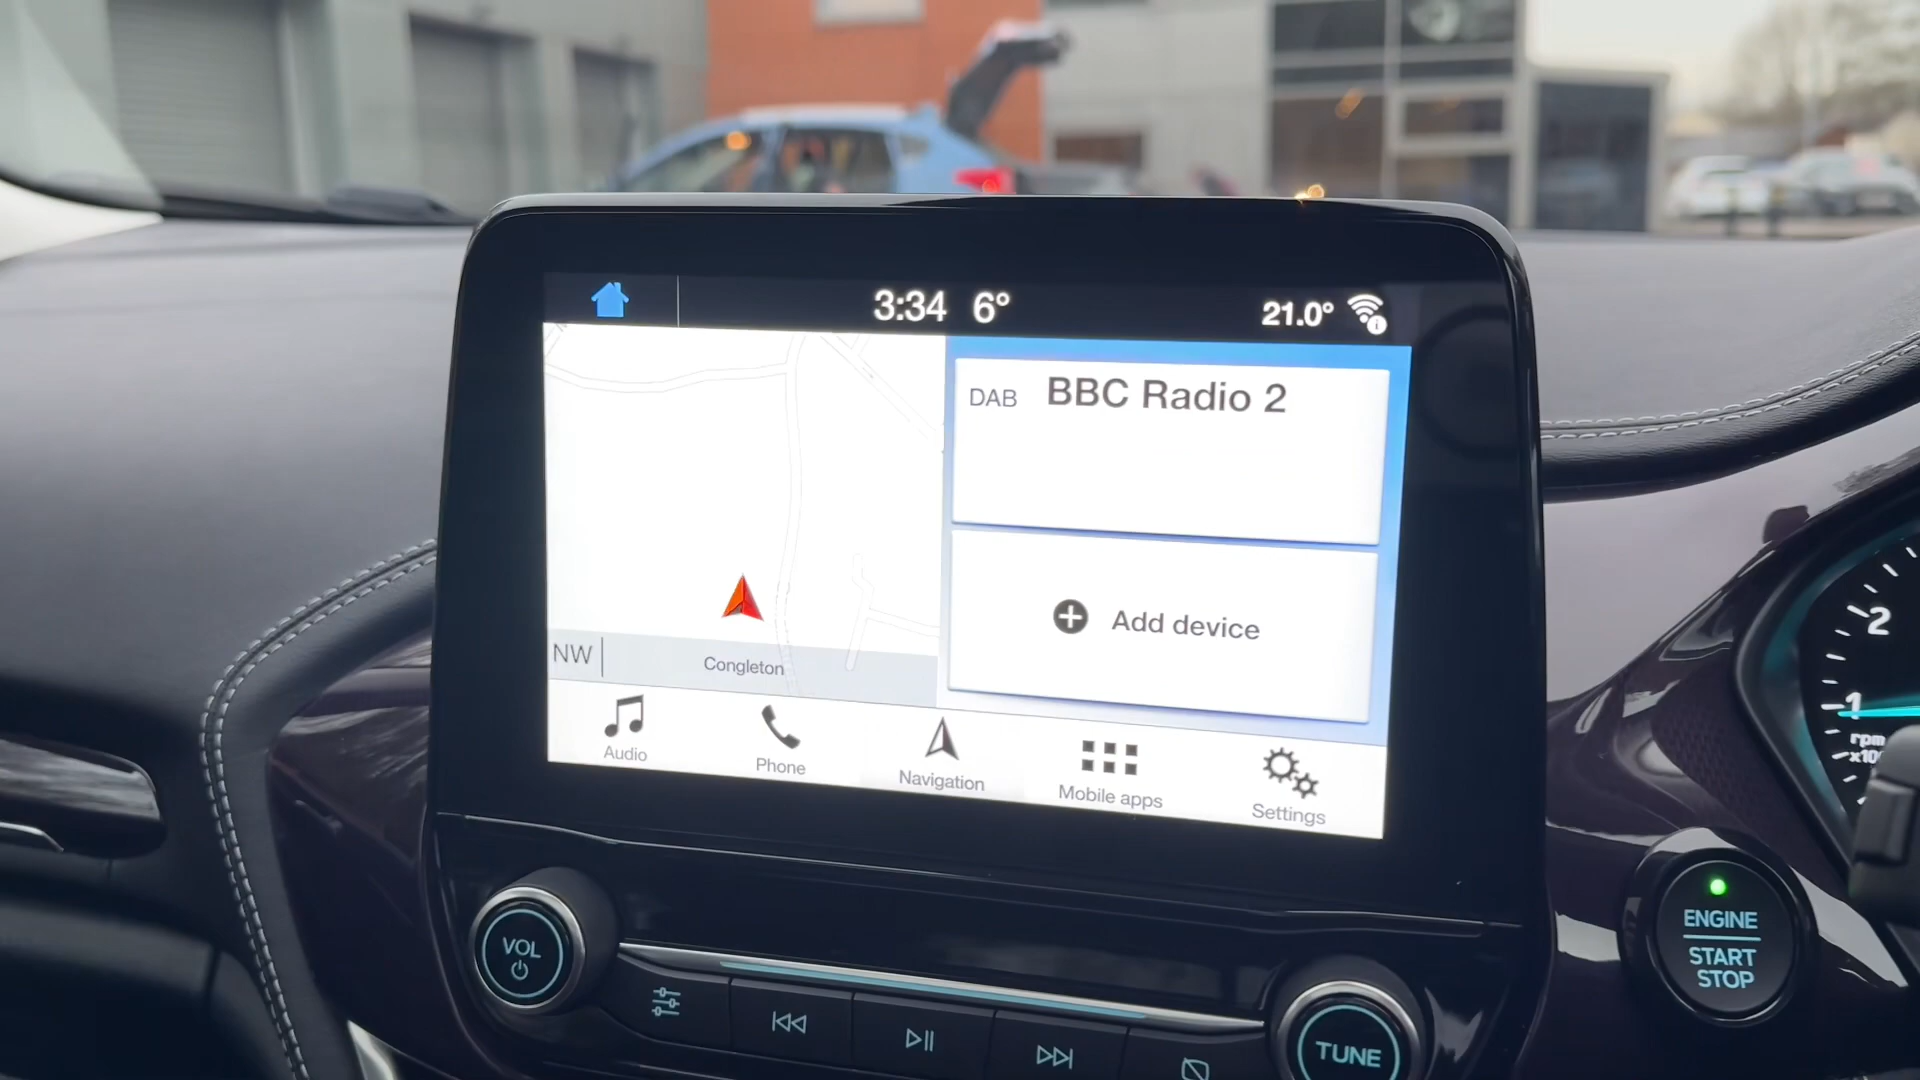 3:34 6° 21.0°
DAB BBC Radio 2
Add device
NW Congleton
Audio Phone Navigation Mobile apps Settings
VOL
TUNE
ENGINE
START
STOP
2
1
rpm